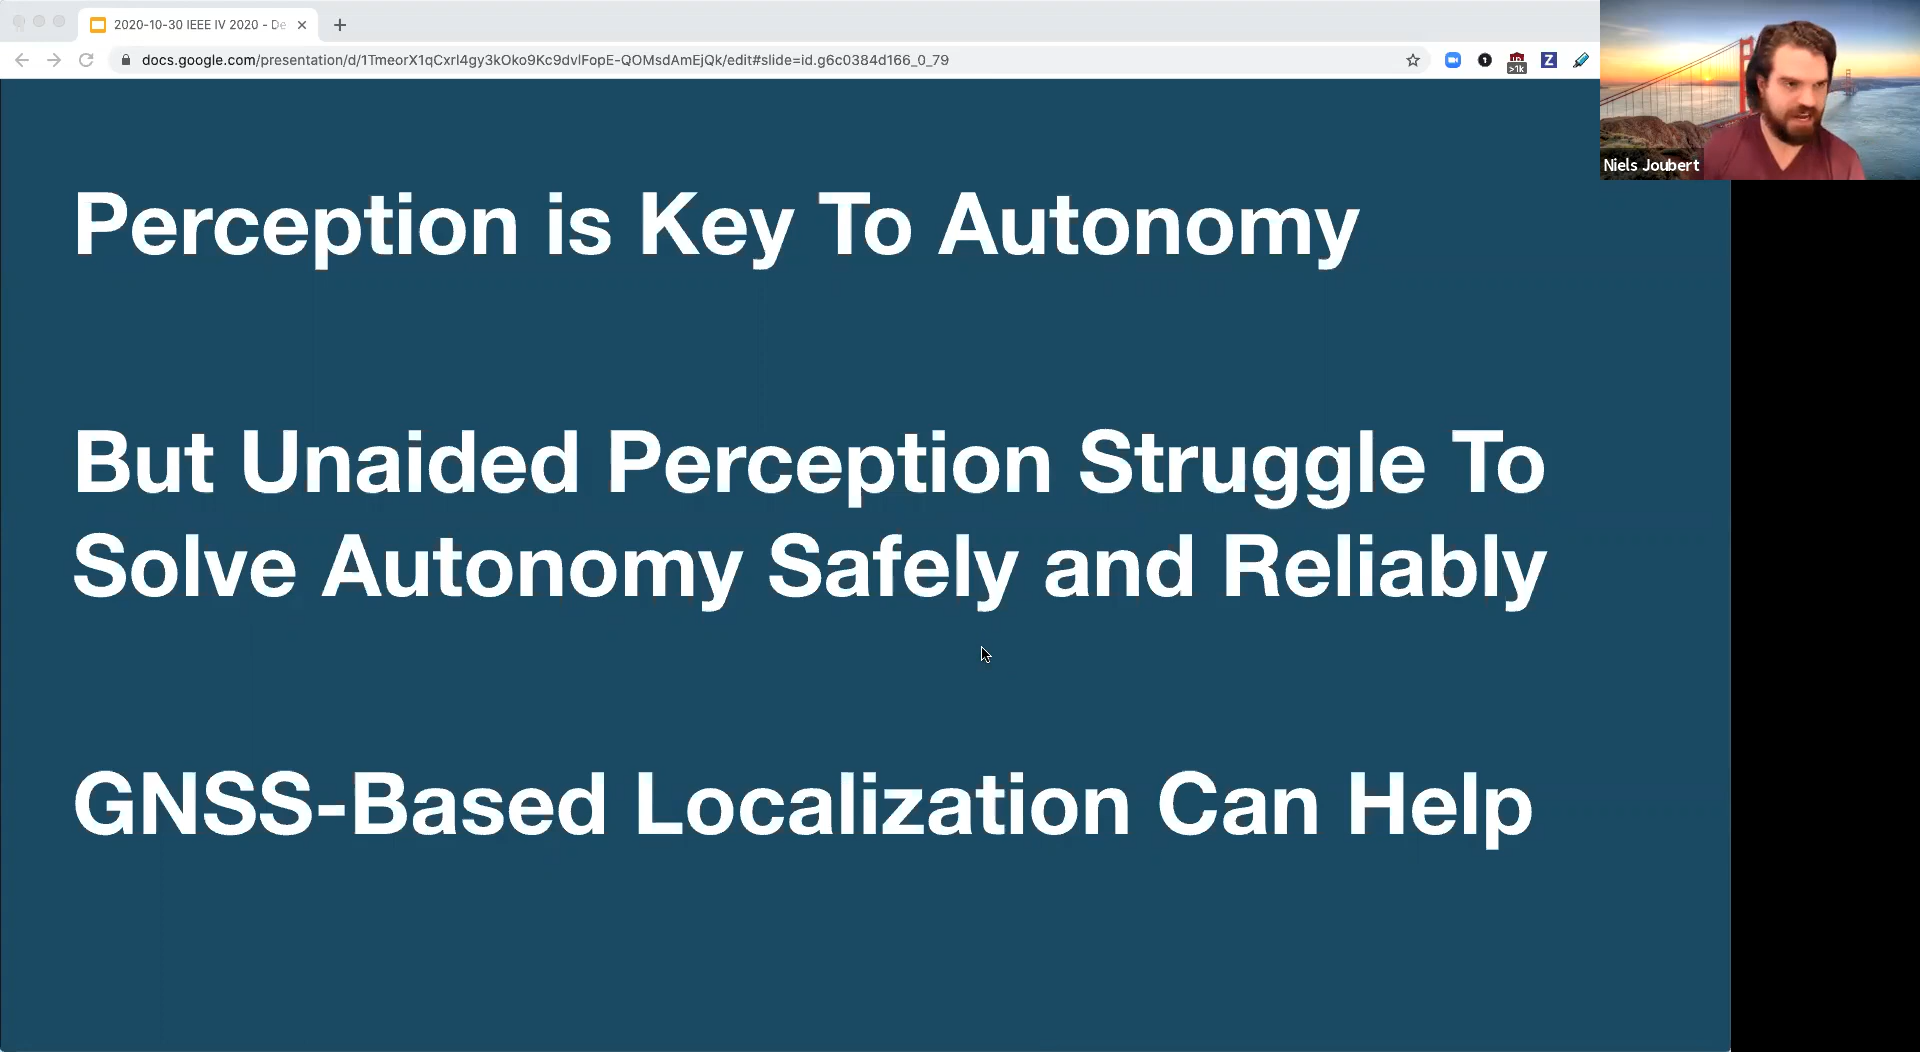 2020-10-30 IEEE IV 2020 - De
docs.google.com/presentation/d/1TmeorX1qCxrl4gy3kOko9Kc9dvlFopE-QOMsdAmEjQk/edit#slide=id.g6c0384d166_0_79
>1k
Z
Niels Joubert
Perception is Key To Autonomy
But Unaided Perception Struggle To
Solve Autonomy Safely and Reliably
GNSS-Based Localization Can Help